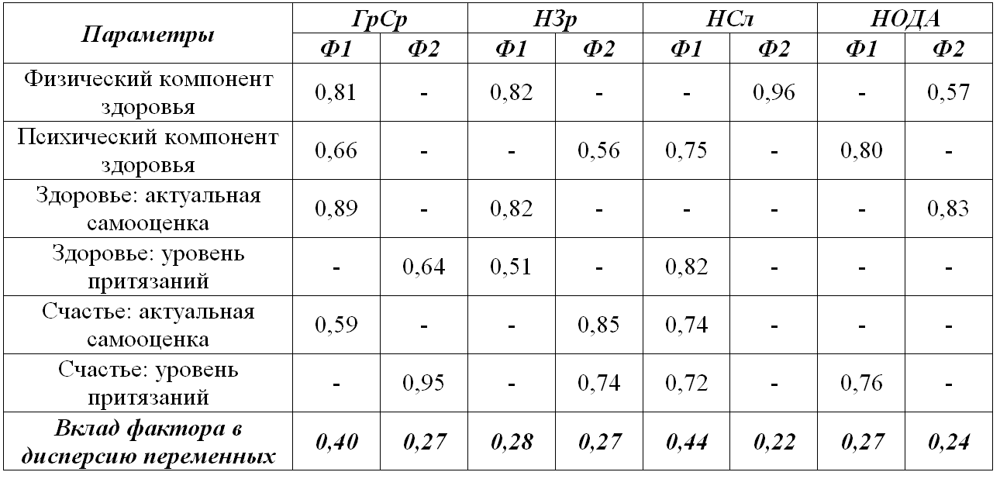 Параметры ГрСр НЗр НСл НОДА
Ф1 Ф2 Ф1 Ф2 Ф1 Ф2 Ф1 Ф2
Физический компонент
здоровья 0,81 - 0,82 - - 0,96 - 0,57
Психический компонент
здоровья 0,66 - - 0,56 0,75 - 0,80 -
Здоровье: актуальная
самооценка 0,89 - 0,82 - - - - 0,83
Здоровье: уровень
притязаний - 0,64 0,51 - 0,82 - - -
Счастье: актуальная
самооценка 0,59 - - 0,85 0,74 - - -
Счастье: уровень
притязаний - 0,95 - 0,74 0,72 - 0,76 -
Вклад фактора в
дисперсию переменных 0,40 0,27 0,28 0,27 0,44 0,22 0,27 0,24